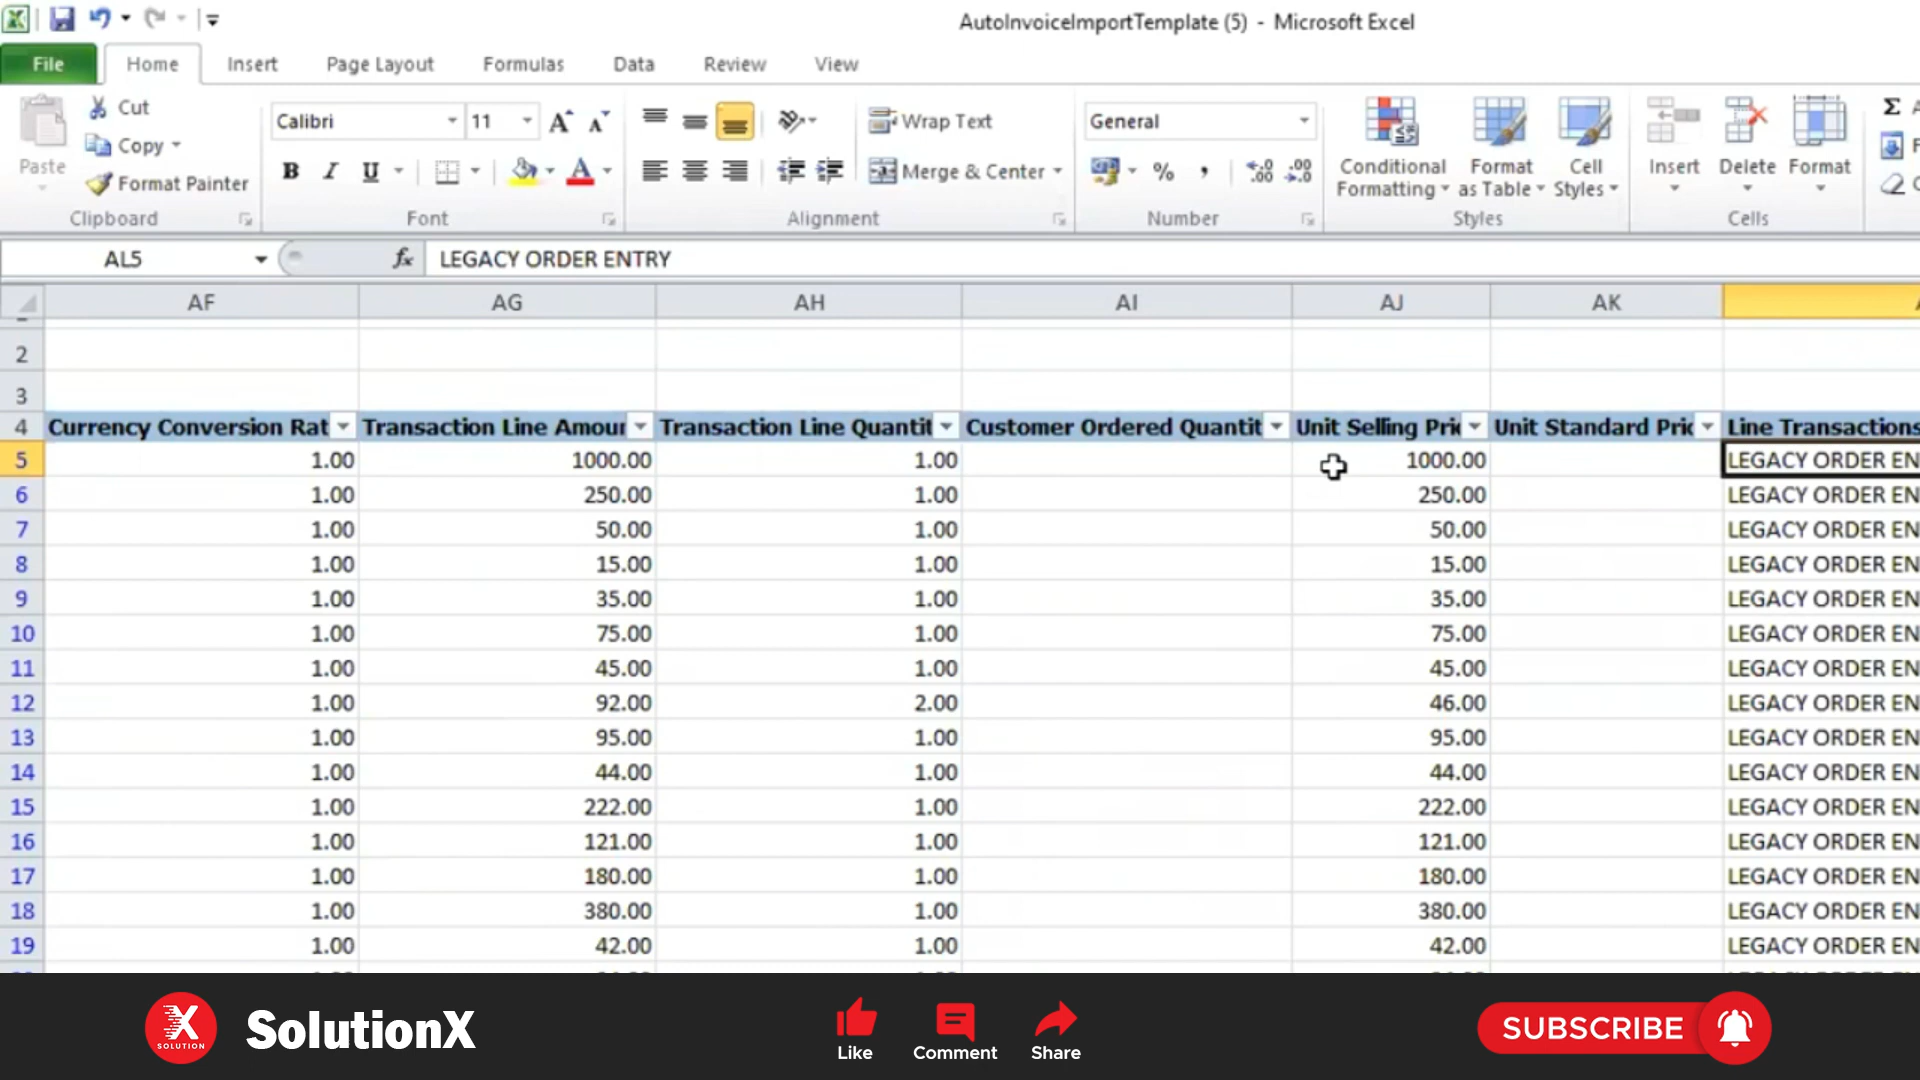 AutoInvoiceImportTemplate (5) - Microsoft Excel
File Home Insert Page Layout Formulas Data Review View
Paste
Cut
Copy
Format Painter
Clipboard
Calibri 11
B I U
Font
Wrap Text
Merge & Center
Alignment
General
% ,
Number
Conditional Formatting
Format as Table
Cell Styles
Styles
Insert Delete Format
Cells
Σ
AL5 fx LEGACY ORDER ENTRY
AF AG AH AI AJ AK
2
3
4 Currency Conversion Rat Transaction Line Amour Transaction Line Quantit Customer Ordered Quantit Unit Selling Pric Unit Standard Pric Line Transactions
5 1.00 1000.00 1.00 1000.00 LEGACY ORDER EN
6 1.00 250.00 1.00 250.00 LEGACY ORDER EN
7 1.00 50.00 1.00 50.00 LEGACY ORDER EN
8 1.00 15.00 1.00 15.00 LEGACY ORDER EN
9 1.00 35.00 1.00 35.00 LEGACY ORDER EN
10 1.00 75.00 1.00 75.00 LEGACY ORDER EN
11 1.00 45.00 1.00 45.00 LEGACY ORDER EN
12 1.00 92.00 2.00 46.00 LEGACY ORDER EN
13 1.00 95.00 1.00 95.00 LEGACY ORDER EN
14 1.00 44.00 1.00 44.00 LEGACY ORDER EN
15 1.00 222.00 1.00 222.00 LEGACY ORDER EN
16 1.00 121.00 1.00 121.00 LEGACY ORDER EN
17 1.00 180.00 1.00 180.00 LEGACY ORDER EN
18 1.00 380.00 1.00 380.00 LEGACY ORDER EN
19 1.00 42.00 1.00 42.00 LEGACY ORDER EN
X SOLUTION
SolutionX
Like Comment Share
SUBSCRIBE